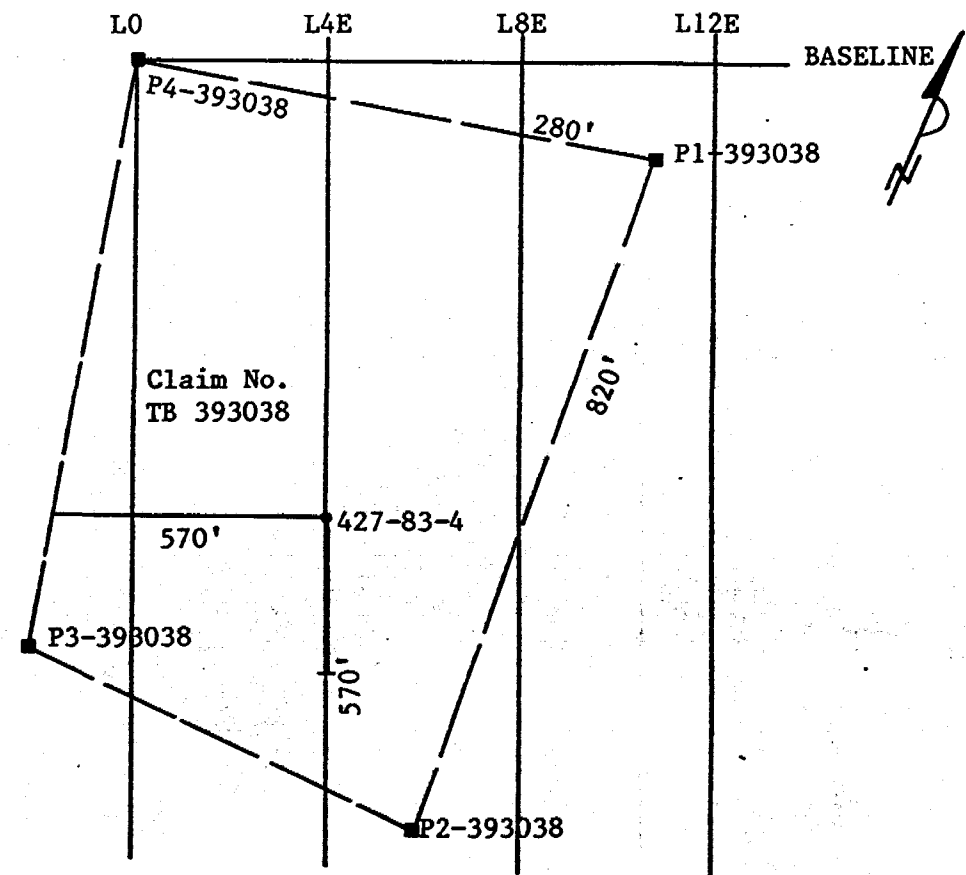 L0 L4E L8E L12E
BASELINE
P4-393038
280'
P1-393038
820'
Claim No.
TB 393038
427-83-4
570'
P3-393038
570'
P2-393038
N